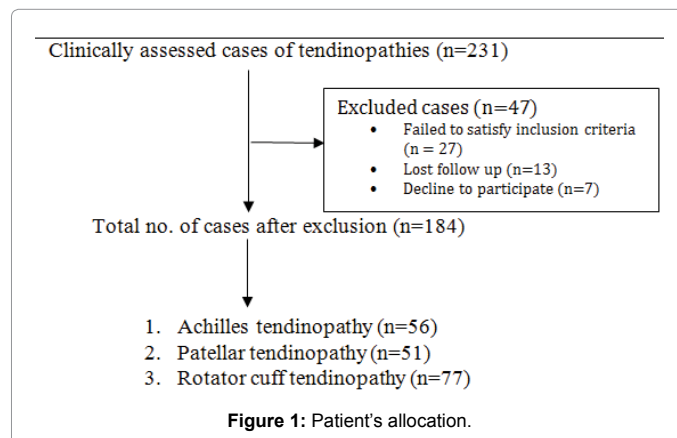 Clinically assessed cases of tendinopathies (n=231)
Excluded cases (n=47)
• Failed to satisfy inclusion criteria
(n = 27)
• Lost follow up (n=13)
• Decline to participate (n=7)
Total no. of cases after exclusion (n=184)
1. Achilles tendinopathy (n=56)
2. Patellar tendinopathy (n=51)
3. Rotator cuff tendinopathy (n=77)
Figure 1: Patient’s allocation.